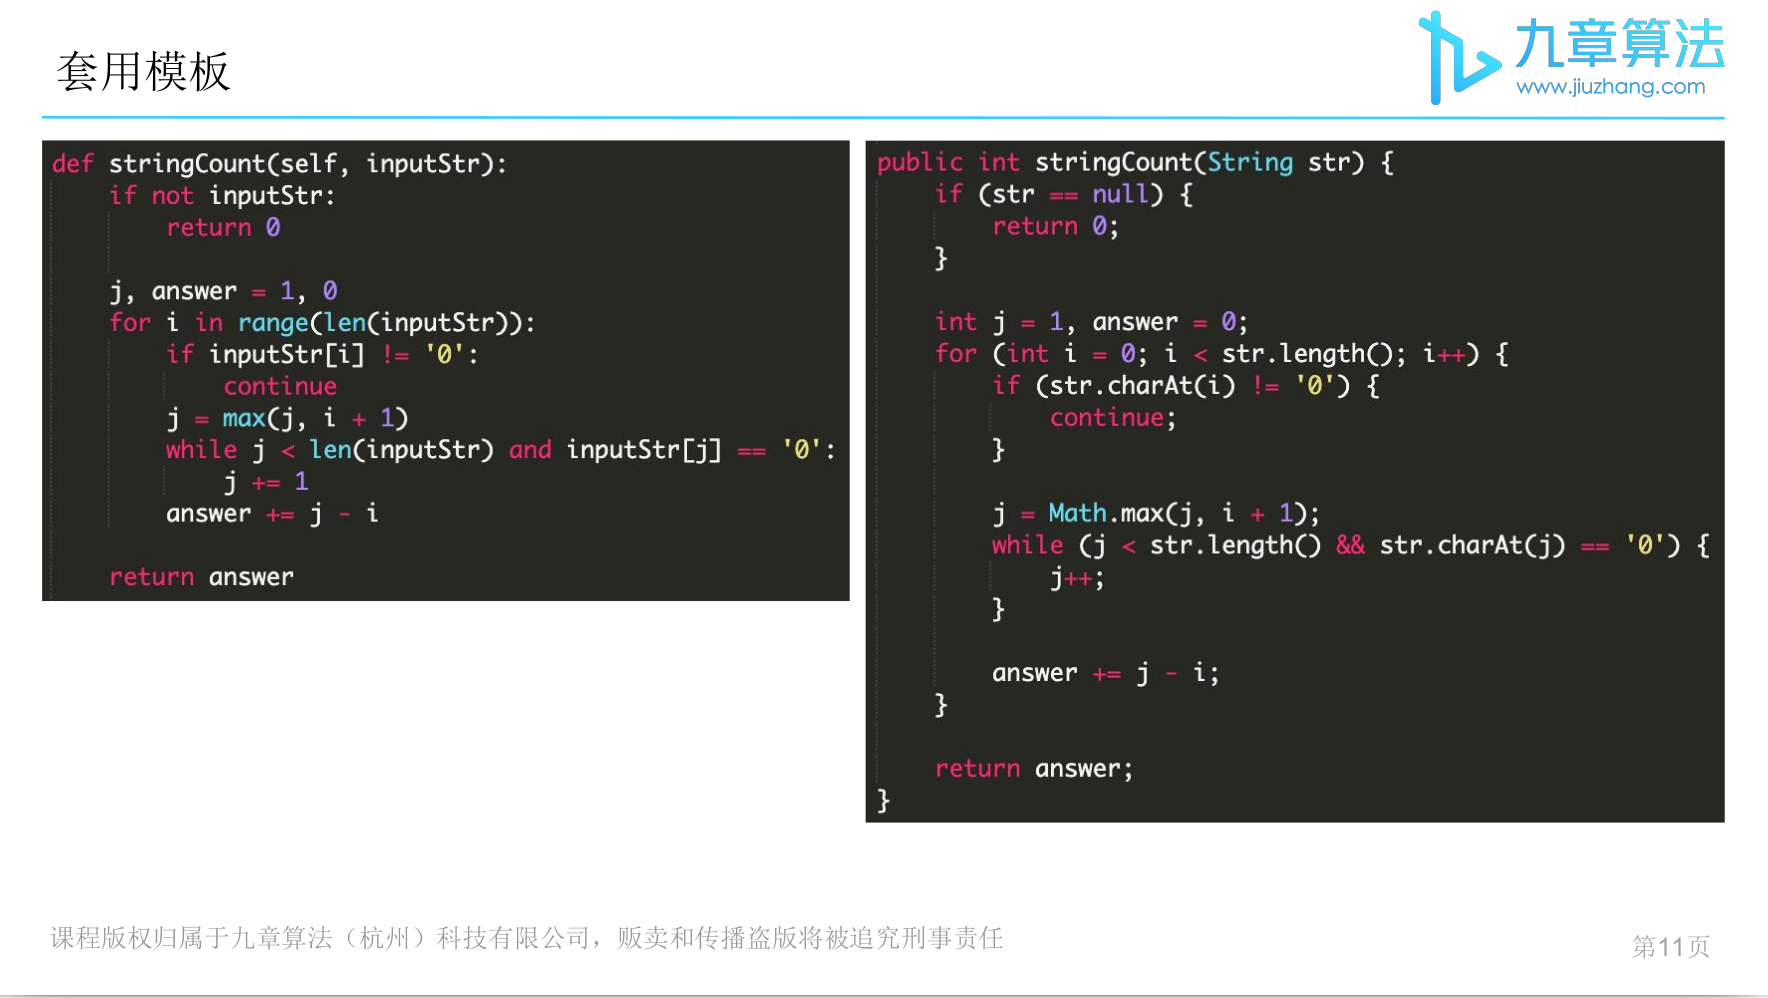 套用模板
九章算法
www.jiuzhang.com
def stringCount(self, inputStr):
    if not inputStr:
        return 0

    j, answer = 1, 0
    for i in range(len(inputStr)):
        if inputStr[i] != '0':
            continue
        j = max(j, i + 1)
        while j < len(inputStr) and inputStr[j] == '0':
            j += 1
        answer += j - i

    return answer
public int stringCount(String str) {
    if (str == null) {
        return 0;
    }

    int j = 1, answer = 0;
    for (int i = 0; i < str.length(); i++) {
        if (str.charAt(i) != '0') {
            continue;
        }

        j = Math.max(j, i + 1);
        while (j < str.length() && str.charAt(j) == '0') {
            j++;
        }

        answer += j - i;
    }

    return answer;
}
课程版权归属于九章算法（杭州）科技有限公司，贩卖和传播盗版将被追究刑事责任
第11页